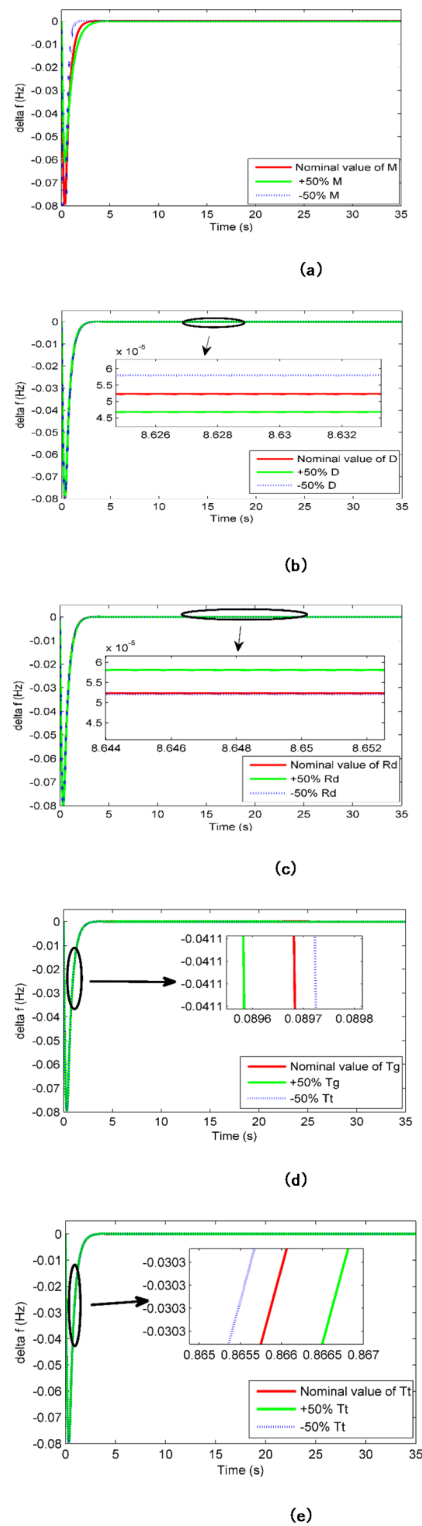 0
-0.01
-0.02
-0.03
-0.04
-0.05
-0.06
-0.07
-0.08
delta f (Hz)
Nominal value of M
+50% M
-50% M
0 5 10 15 20 25 30 35
Time (s)
(a)
0
-0.01
-0.02
-0.03
-0.04
-0.05
-0.06
-0.07
-0.08
delta f (Hz)
x 10^-5
6
5.5
5
4.5
8.626 8.628 8.63 8.632
Nominal value of D
+50% D
-50% D
0 5 10 15 20 25 30 35
Time (s)
(b)
0
-0.01
-0.02
-0.03
-0.04
-0.05
-0.06
-0.07
-0.08
delta f (Hz)
x 10^-5
6
5.5
5
4.5
8.644 8.646 8.648 8.65 8.652
Nominal value of Rd
+50% Rd
-50% Rd
0 5 10 15 20 25 30 35
Time (s)
(c)
0
-0.01
-0.02
-0.03
-0.04
-0.05
-0.06
-0.07
-0.08
delta f (Hz)
-0.0411
-0.0411
-0.0411
-0.0411
0.0896 0.0897 0.0898
Nominal value of Tg
+50% Tg
-50% Tt
0 5 10 15 20 25 30 35
Time (s)
(d)
0
-0.01
-0.02
-0.03
-0.04
-0.05
-0.06
-0.07
-0.08
delta f (Hz)
-0.0303
-0.0303
-0.0303
-0.0303
0.865 0.8655 0.866 0.8665 0.867
Nominal value of Tt
+50% Tt
-50% Tt
0 5 10 15 20 25 30 35
Time (s)
(e)